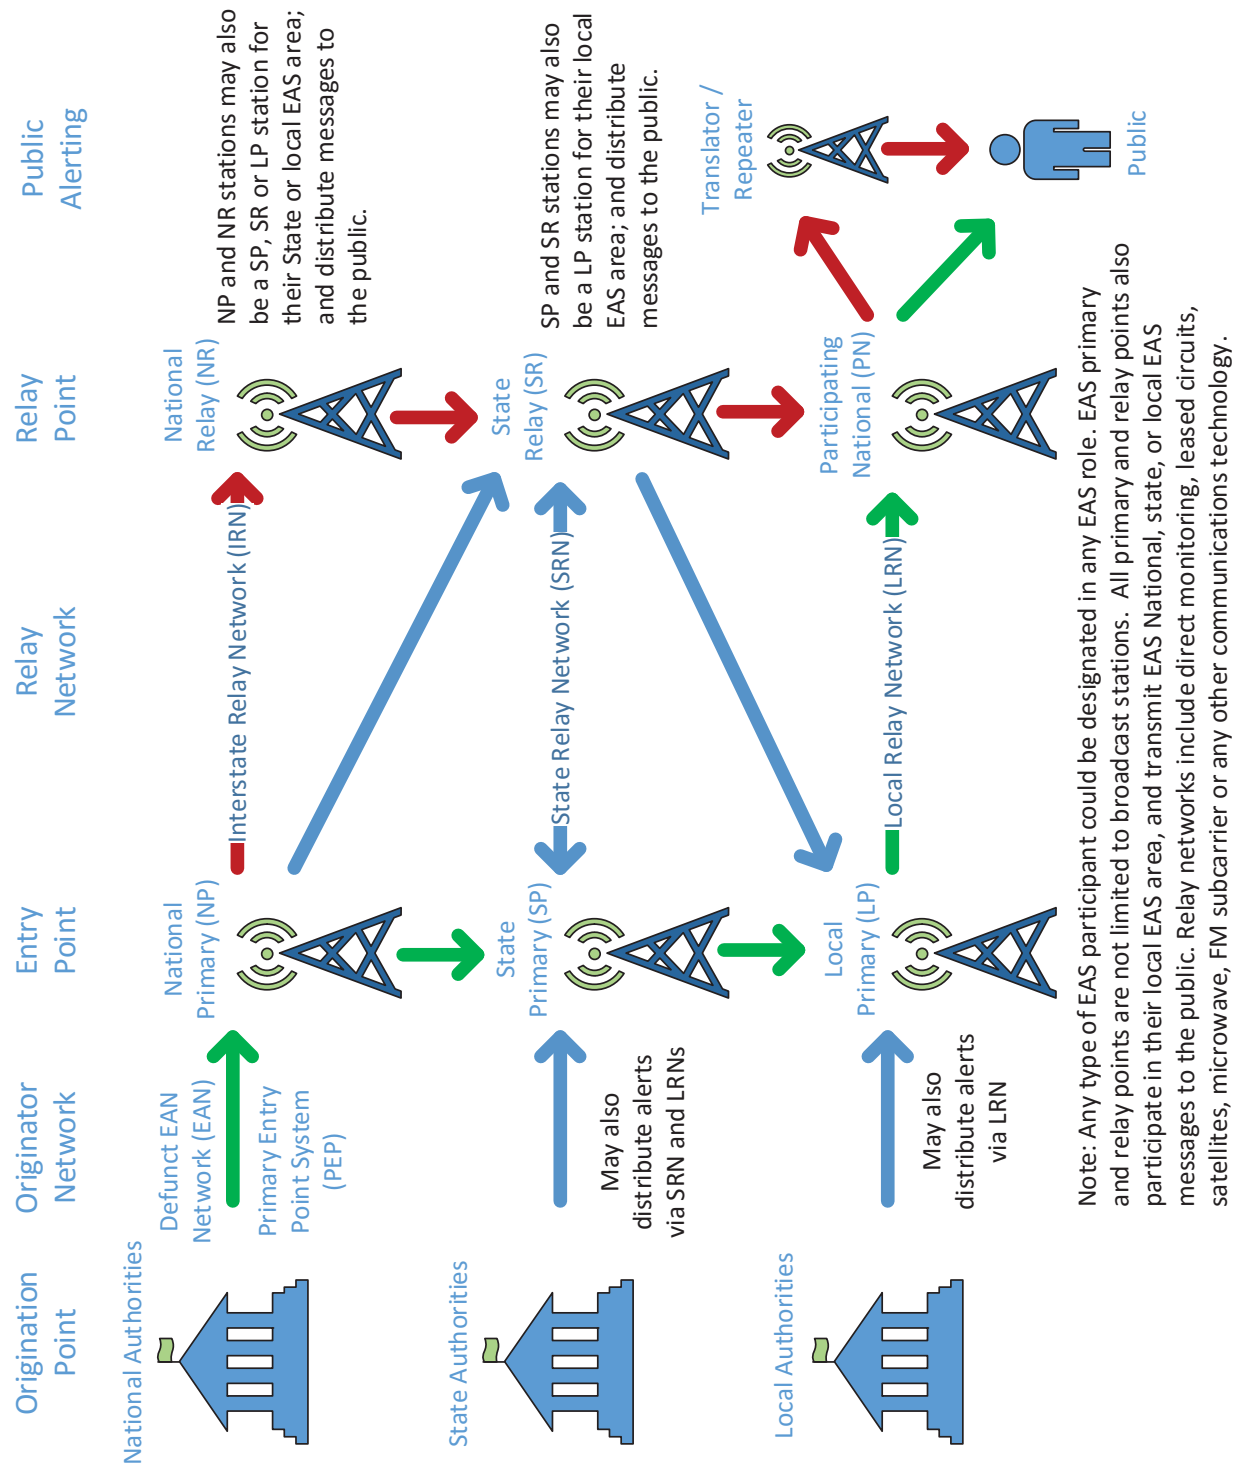 Origination
Point
Originator
Network
Entry
Point
Relay
Network
Relay
Point
Public
Alerting
National Authorities
Defunct EAN
Network (EAN)
Primary Entry
Point System
(PEP)
National
Primary (NP)
Interstate Relay Network (IRN)
National
Relay (NR)
NP and NR stations may also
be a SP, SR or LP station for
their State or local EAS area;
and distribute messages to
the public.
State Authorities
May also
distribute alerts
via SRN and LRNs
State
Primary (SP)
State Relay Network (SRN)
State
Relay (SR)
SP and SR stations may also
be a LP station for their local
EAS area; and distribute
messages to the public.
Local Authorities
May also
distribute alerts
via LRN
Local
Primary (LP)
Local Relay Network (LRN)
Participating
National (PN)
Translator /
Repeater
Public
Note: Any type of EAS participant could be designated in any EAS role. EAS primary
and relay points are not limited to broadcast stations. All primary and relay points also
participate in their local EAS area, and transmit EAS National, state, or local EAS
messages to the public. Relay networks include direct monitoring, leased circuits,
satellites, microwave, FM subcarrier or any other communications technology.